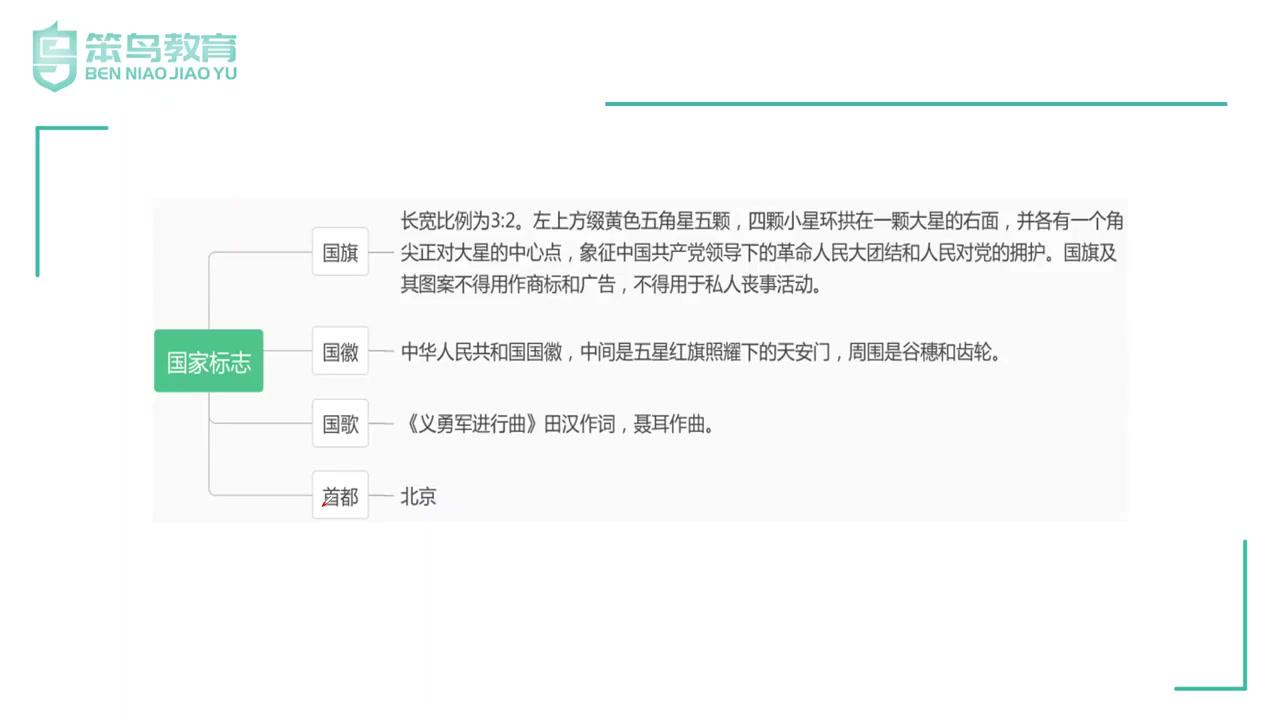 笨鸟教育
BEN NIAO JIAO YU
国家标志
国旗
长宽比例为3:2。左上方缀黄色五角星五颗，四颗小星环拱在一颗大星的右面，并各有一个角
尖正对大星的中心点，象征中国共产党领导下的革命人民大团结和人民对党的拥护。国旗及
其图案不得用作商标和广告，不得用于私人丧事活动。
国徽
中华人民共和国国徽，中间是五星红旗照耀下的天安门，周围是谷穗和齿轮。
国歌
《义勇军进行曲》田汉作词，聂耳作曲。
首都
北京